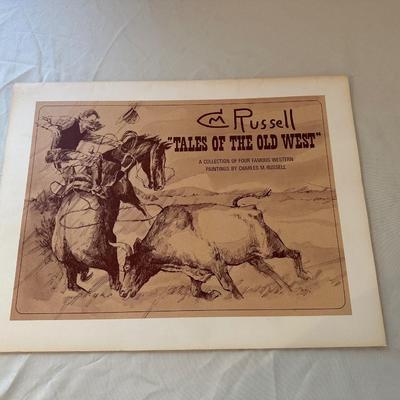 CM Russell
"TALES OF THE OLD WEST"
A COLLECTION OF FOUR FAMOUS WESTERN
PAINTINGS BY CHARLES M. RUSSELL